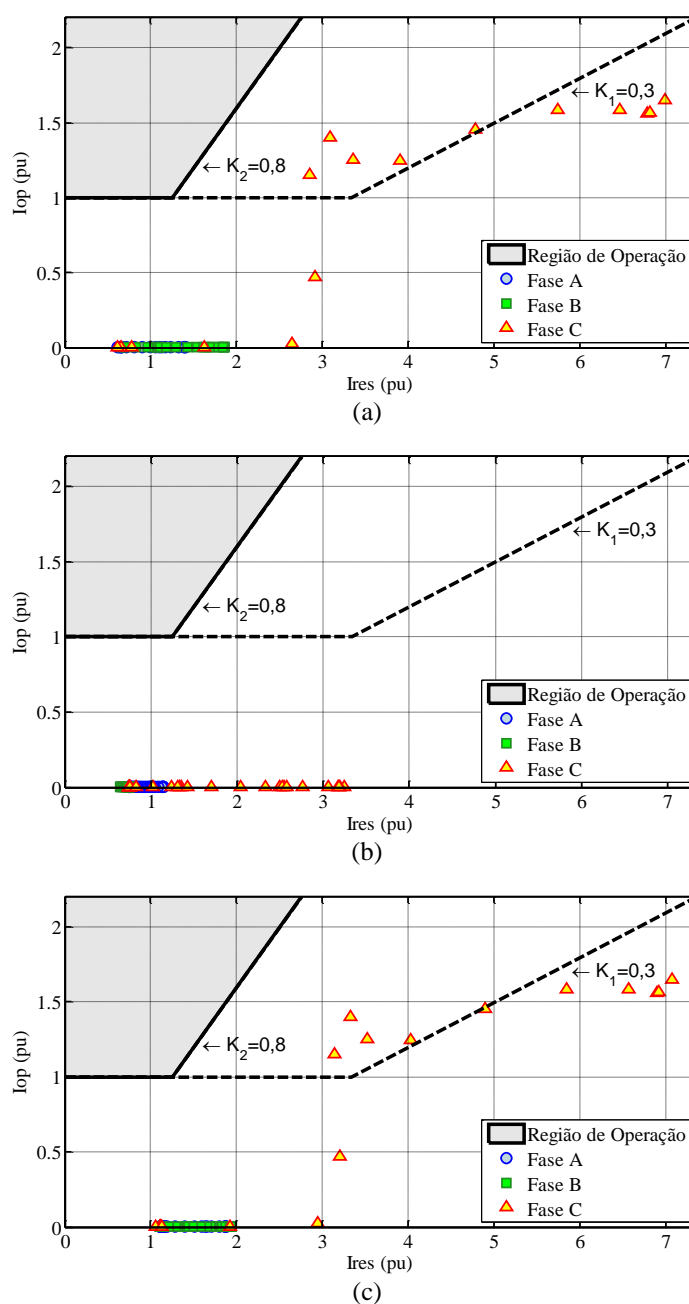 2
1.5
1
0.5
0
Iop (pu)
← K1=0,3
← K2=0,8
Região de Operação
Fase A
Fase B
Fase C
0 1 2 3 4 5 6 7
Ires (pu)
(a)
2
1.5
1
0.5
0
Iop (pu)
← K1=0,3
← K2=0,8
Região de Operação
Fase A
Fase B
Fase C
0 1 2 3 4 5 6 7
Ires (pu)
(b)
2
1.5
1
0.5
0
Iop (pu)
← K1=0,3
← K2=0,8
Região de Operação
Fase A
Fase B
Fase C
0 1 2 3 4 5 6 7
Ires (pu)
(c)